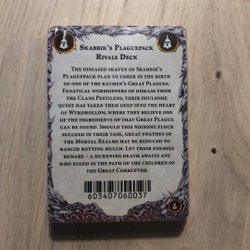 Skabbik's Plaguepack
Rivals Deck
The diseased skaven of Skabbik's
Plaguepack plan to usher in the birth
of one of the ratmen's Great Plagues.
Fanatical worshippers of disease from
the Clans Pestilens, their foulsome
quest has taken them deep into the heart
of Wyrdhollow, where they believe one
of the ingredients of that Great Plague
can be found. Should this noisome flock
succeed in their task, great swathes of
the Mortal Realms may be reduced to
rancid rotting mulch. Let their enemies
beware – a sickening death awaits any
who stand in the path of the children of
the Great Corruptor.
603407060037